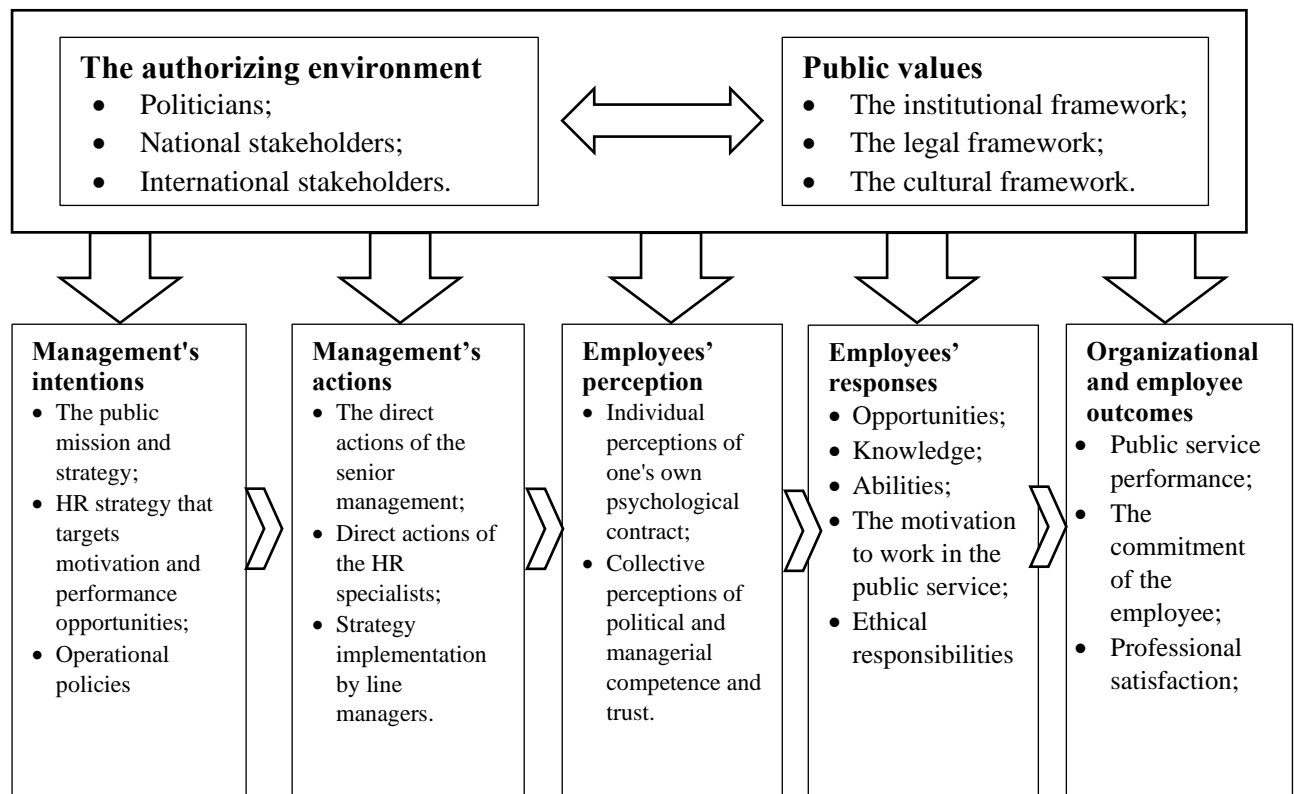 The authorizing environment
• Politicians;
• National stakeholders;
• International stakeholders.
Public values
• The institutional framework;
• The legal framework;
• The cultural framework.
Management's
intentions
• The public
mission and
strategy;
• HR strategy that
targets
motivation and
performance
opportunities;
• Operational
policies
Management’s
actions
• The direct
actions of the
senior
management;
• Direct actions of
the HR
specialists;
• Strategy
implementation
by line
managers.
Employees’
perception
• Individual
perceptions of
one's own
psychological
contract;
• Collective
perceptions of
political and
managerial
competence and
trust.
Employees’
responses
• Opportunities;
• Knowledge;
• Abilities;
• The motivation
to work in the
public service;
• Ethical
responsibilities
Organizational
and employee
outcomes
• Public service
performance;
• The
commitment
of the
employee;
• Professional
satisfaction;